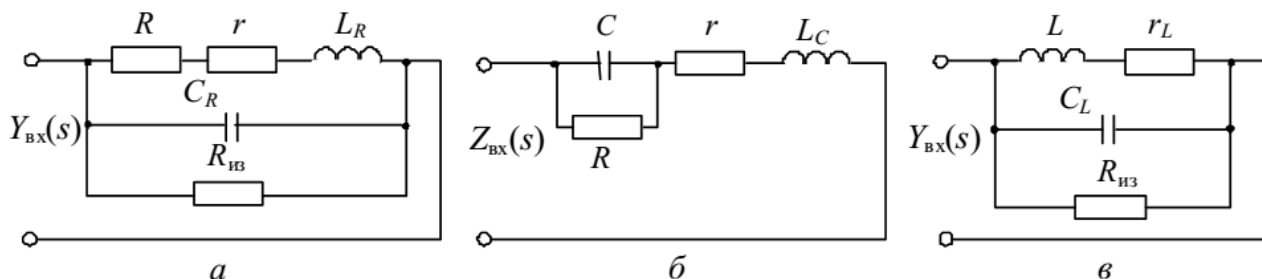 R r L_R
C_R
Y_вх(s)
R_из
а
C r L_C
Z_вх(s)
R
б
L r_L
C_L
Y_вх(s)
R_из
в